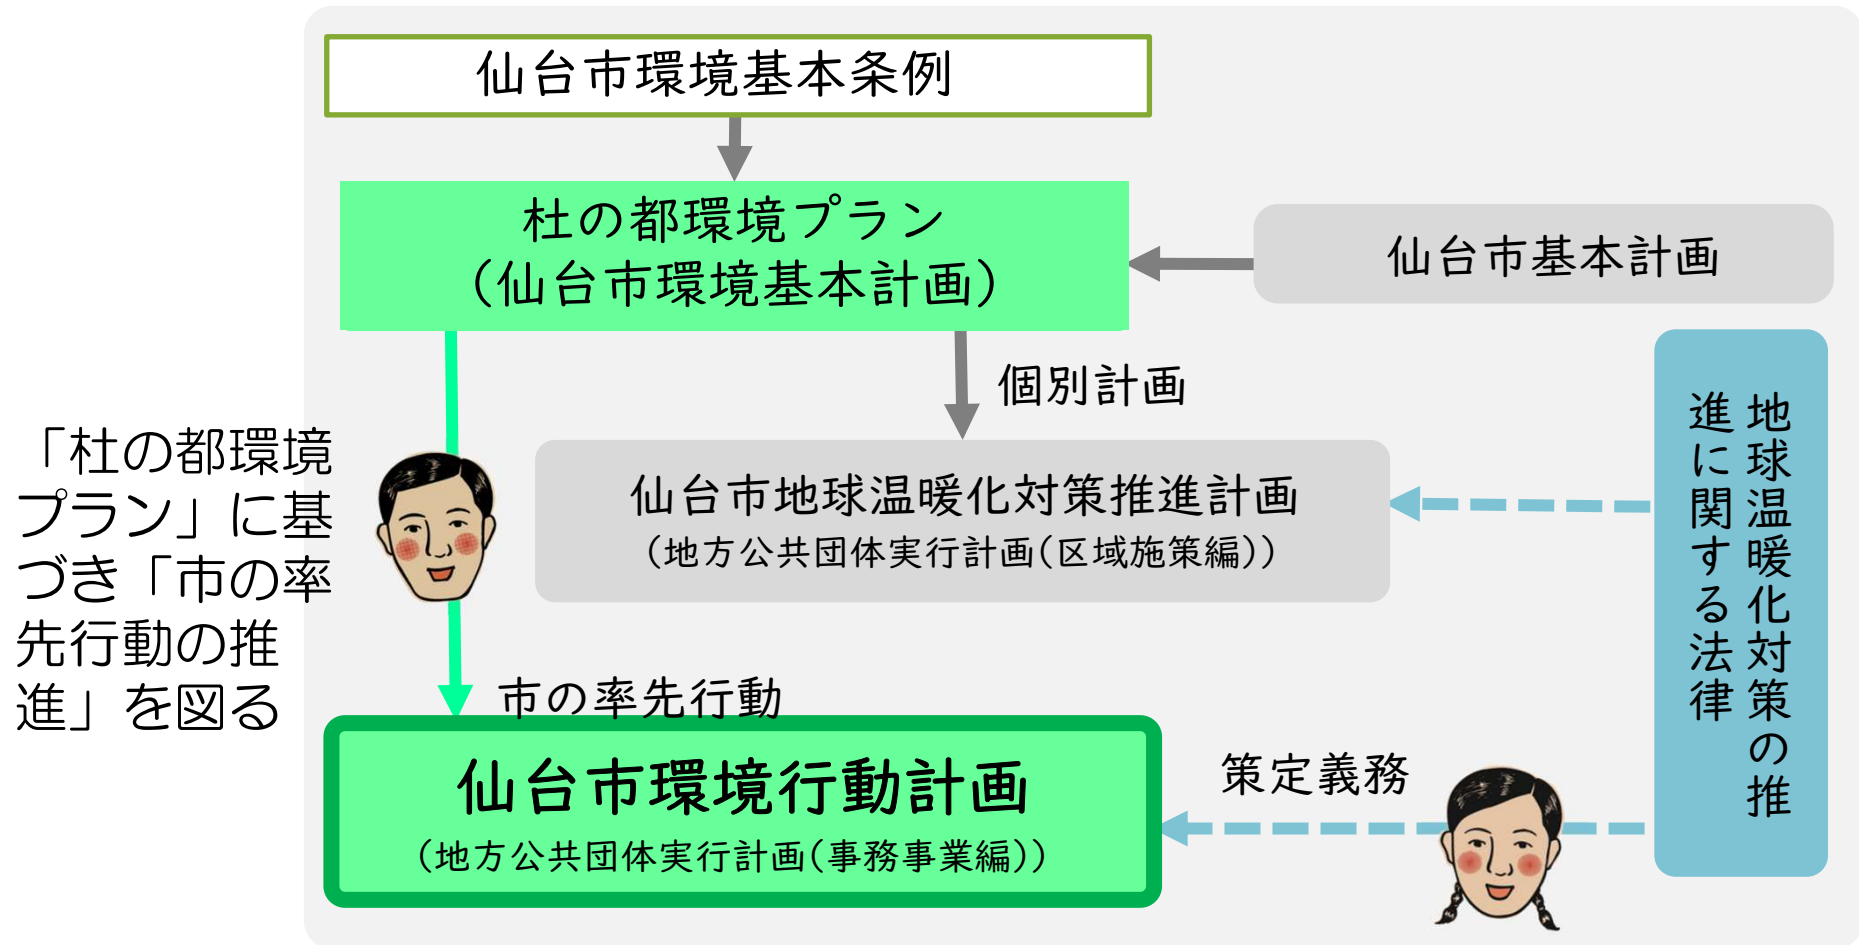 仙台市環境基本条例
杜の都環境プラン
(仙台市環境基本計画)
仙台市基本計画
個別計画
仙台市地球温暖化対策推進計画
(地方公共団体実行計画(区域施策編))
地球温暖化対策の推
進に関する法律
「杜の都環境
プラン」に基
づき「市の率
先行動の推
進」を図る
市の率先行動
仙台市環境行動計画
(地方公共団体実行計画(事務事業編))
策定義務